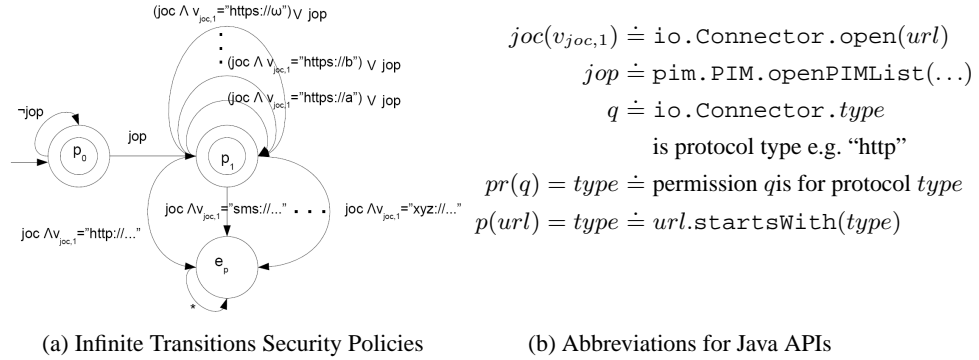 (joc Λ v_joc,1="https://ω") V jop
(joc Λ v_joc,1="https://b") V jop
(joc Λ v_joc,1="https://a") V jop
¬jop
jop
p_0
p_1
joc Λv_joc,1="sms://..."
joc Λv_joc,1="xyz://..."
joc Λv_joc,1="http://..."
e_p
*
(a) Infinite Transitions Security Policies
joc(v_joc,1) ≐ io.Connector.open(url)
jop ≐ pim.PIM.openPIMList(...)
q ≐ io.Connector.type
is protocol type e.g. “http”
pr(q) = type ≐ permission qis for protocol type
p(url) = type ≐ url.startsWith(type)
(b) Abbreviations for Java APIs